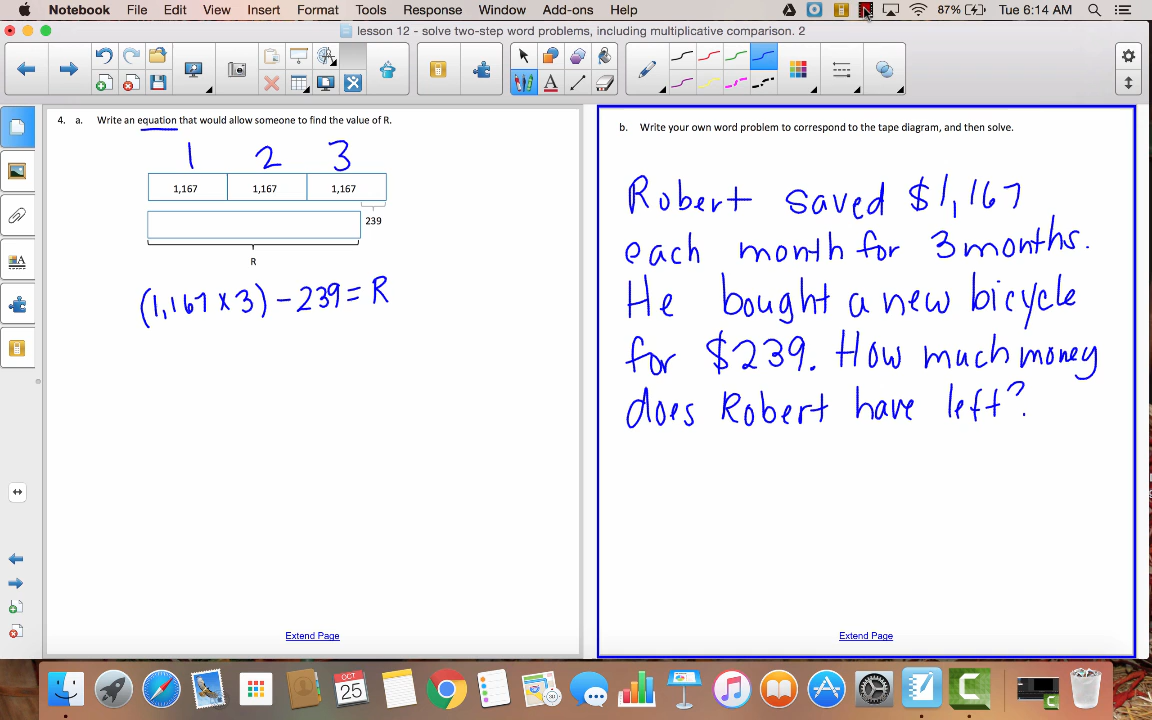 Notebook File Edit View Insert Format Tools Response Window Add-ons Help 87% Tue 6:14 AM
lesson 12 - solve two-step word problems, including multiplicative comparison. 2
4. a. Write an equation that would allow someone to find the value of R.
1 2 3
1,167 1,167 1,167
239
R
(1,167 x 3) - 239 = R
Extend Page
b. Write your own word problem to correspond to the tape diagram, and then solve.
Robert saved $1,167
each month for 3 months.
He bought a new bicycle
for $239. How much money
does Robert have left?
Extend Page
OCT
25